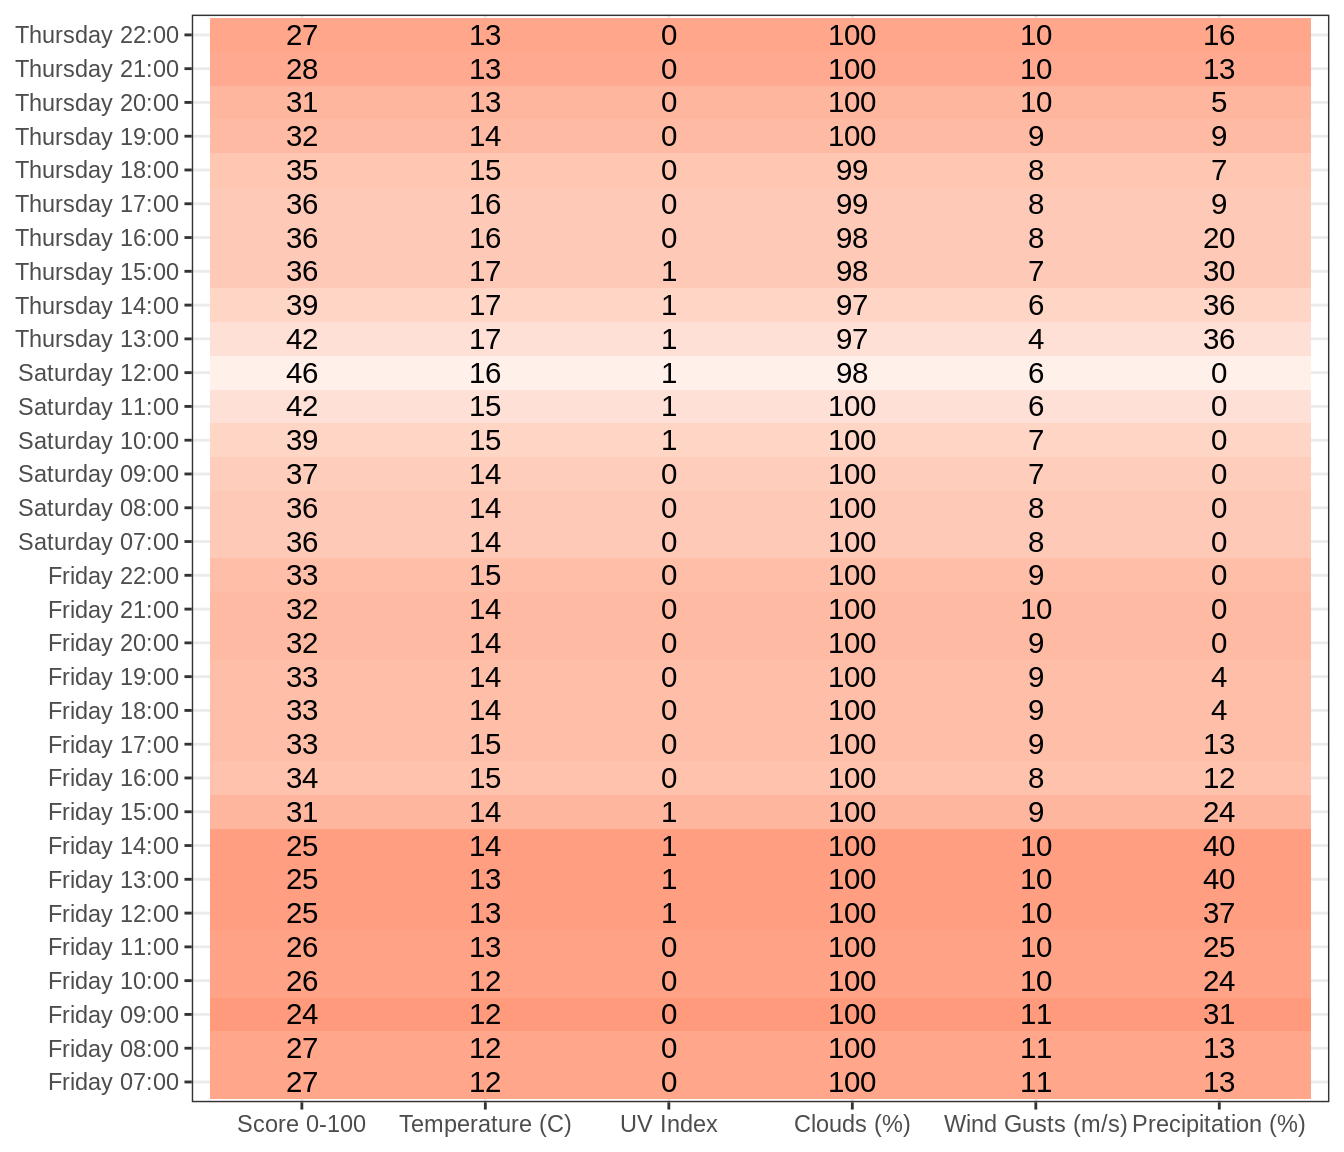 Thursday 22:00 27 13 0 100 10 16
Thursday 21:00 28 13 0 100 10 13
Thursday 20:00 31 13 0 100 10 5
Thursday 19:00 32 14 0 100 9 9
Thursday 18:00 35 15 0 99 8 7
Thursday 17:00 36 16 0 99 8 9
Thursday 16:00 36 16 0 98 8 20
Thursday 15:00 36 17 1 98 7 30
Thursday 14:00 39 17 1 97 6 36
Thursday 13:00 42 17 1 97 4 36
Saturday 12:00 46 16 1 98 6 0
Saturday 11:00 42 15 1 100 6 0
Saturday 10:00 39 15 1 100 7 0
Saturday 09:00 37 14 0 100 7 0
Saturday 08:00 36 14 0 100 8 0
Saturday 07:00 36 14 0 100 8 0
Friday 22:00 33 15 0 100 9 0
Friday 21:00 32 14 0 100 10 0
Friday 20:00 32 14 0 100 9 0
Friday 19:00 33 14 0 100 9 4
Friday 18:00 33 14 0 100 9 4
Friday 17:00 33 15 0 100 9 13
Friday 16:00 34 15 0 100 8 12
Friday 15:00 31 14 1 100 9 24
Friday 14:00 25 14 1 100 10 40
Friday 13:00 25 13 1 100 10 40
Friday 12:00 25 13 1 100 10 37
Friday 11:00 26 13 0 100 10 25
Friday 10:00 26 12 0 100 10 24
Friday 09:00 24 12 0 100 11 31
Friday 08:00 27 12 0 100 11 13
Friday 07:00 27 12 0 100 11 13
Score 0-100 Temperature (C) UV Index Clouds (%) Wind Gusts (m/s) Precipitation (%)